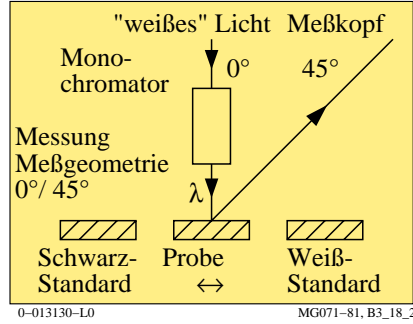 "weißes" Licht Meßkopf
Mono-
chromator
0° 45°
Messung
Meßgeometrie
0°/ 45°
λ
Schwarz-
Standard
Probe
↔
Weiß-
Standard
0-013130-L0 MG071-81, B3_18_2